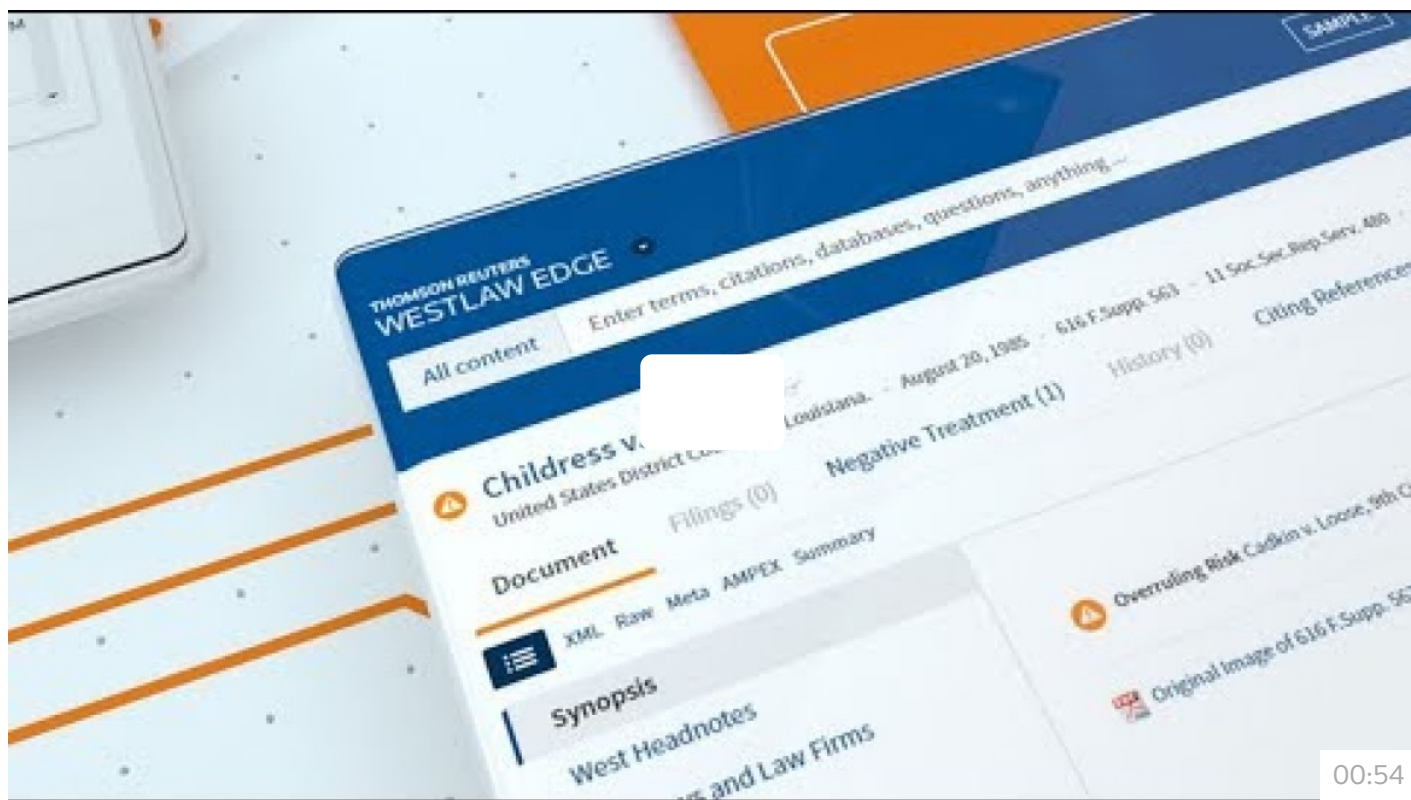 SAMPLE
THOMSON REUTERS
WESTLAW EDGE
All content
Enter terms, citations, databases, questions, anything...
Childress v.
United States District Louisiana. - August 20, 1985 - 616 F.Supp. 563 - 11 Soc.Sec.Rep.Serv. 480
Document
Filings (0)
Negative Treatment (1)
History (0)
Citing References
XML Raw Meta AMPEX Summary
Synopsis
West Headnotes
and Law Firms
Overruling Risk Cadkin v. Loose, 9th
Original Image of 616 F.Supp. 563
00:54